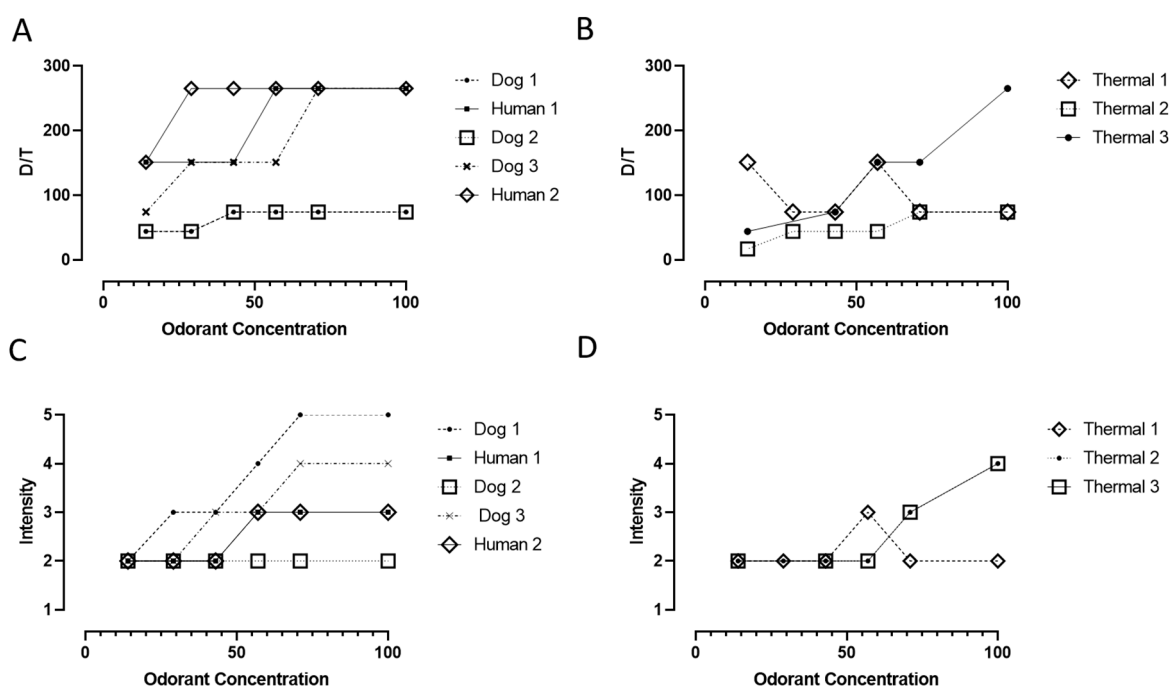 A
300
200
100
0
D/T
0 50 100
Odorant Concentration
Dog 1
Human 1
Dog 2
Dog 3
Human 2
B
300
200
100
0
D/T
0 50 100
Odorant Concentration
Thermal 1
Thermal 2
Thermal 3
C
5
4
3
2
1
Intensity
0 50 100
Odorant Concentration
Dog 1
Human 1
Dog 2
Dog 3
Human 2
D
5
4
3
2
1
Intensity
0 50 100
Odorant Concentration
Thermal 1
Thermal 2
Thermal 3